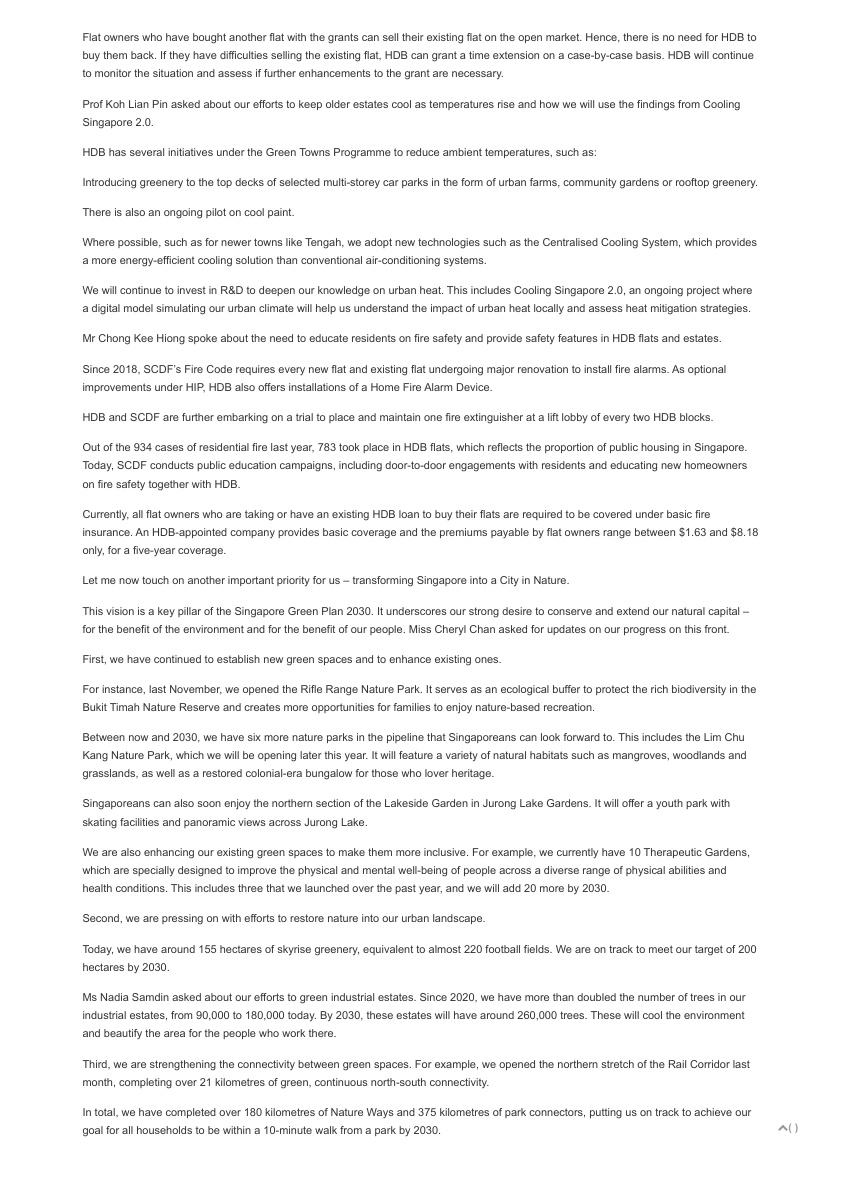 Flat owners who have bought another flat with the grants can sell their existing flat on the open market. Hence, there is no need for HDB to
buy them back. If they have difficulties selling the existing flat, HDB can grant a time extension on a case-by-case basis. HDB will continue
to monitor the situation and assess if further enhancements to the grant are necessary.
Prof Koh Lian Pin asked about our efforts to keep older estates cool as temperatures rise and how we will use the findings from Cooling
Singapore 2.0.
HDB has several initiatives under the Green Towns Programme to reduce ambient temperatures, such as:
Introducing greenery to the top decks of selected multi-storey car parks in the form of urban farms, community gardens or rooftop greenery.
There is also an ongoing pilot on cool paint.
Where possible, such as for newer towns like Tengah, we adopt new technologies such as the Centralised Cooling System, which provides
a more energy-efficient cooling solution than conventional air-conditioning systems.
We will continue to invest in R&D to deepen our knowledge on urban heat. This includes Cooling Singapore 2.0, an ongoing project where
a digital model simulating our urban climate will help us understand the impact of urban heat locally and assess heat mitigation strategies.
Mr Chong Kee Hiong spoke about the need to educate residents on fire safety and provide safety features in HDB flats and estates.
Since 2018, SCDF's Fire Code requires every new flat and existing flat undergoing major renovation to install fire alarms. As optional
improvements under HIP, HDB also offers installations of a Home Fire Alarm Device.
HDB and SCDF are further embarking on a trial to place and maintain one fire extinguisher at a lift lobby of every two HDB blocks.
Out of the 934 cases of residential fire last year, 783 took place in HDB flats, which reflects the proportion of public housing in Singapore.
Today, SCDF conducts public education campaigns, including door-to-door engagements with residents and educating new homeowners
on fire safety together with HDB.
Currently, all flat owners who are taking or have an existing HDB loan to buy their flats are required to be covered under basic fire
insurance. An HDB-appointed company provides basic coverage and the premiums payable by flat owners range between $1.63 and $8.18
only, for a five-year coverage.
Let me now touch on another important priority for us – transforming Singapore into a City in Nature.
This vision is a key pillar of the Singapore Green Plan 2030. It underscores our strong desire to conserve and extend our natural capital –
for the benefit of the environment and for the benefit of our people. Miss Cheryl Chan asked for updates on our progress on this front.
First, we have continued to establish new green spaces and to enhance existing ones.
For instance, last November, we opened the Rifle Range Nature Park. It serves as an ecological buffer to protect the rich biodiversity in the
Bukit Timah Nature Reserve and creates more opportunities for families to enjoy nature-based recreation.
Between now and 2030, we have six more nature parks in the pipeline that Singaporeans can look forward to. This includes the Lim Chu
Kang Nature Park, which we will be opening later this year. It will feature a variety of natural habitats such as mangroves, woodlands and
grasslands, as well as a restored colonial-era bungalow for those who lover heritage.
Singaporeans can also soon enjoy the northern section of the Lakeside Garden in Jurong Lake Gardens. It will offer a youth park with
skating facilities and panoramic views across Jurong Lake.
We are also enhancing our existing green spaces to make them more inclusive. For example, we currently have 10 Therapeutic Gardens,
which are specially designed to improve the physical and mental well-being of people across a diverse range of physical abilities and
health conditions. This includes three that we launched over the past year, and we will add 20 more by 2030.
Second, we are pressing on with efforts to restore nature into our urban landscape.
Today, we have around 155 hectares of skyrise greenery, equivalent to almost 220 football fields. We are on track to meet our target of 200
hectares by 2030.
Ms Nadia Samdin asked about our efforts to green industrial estates. Since 2020, we have more than doubled the number of trees in our
industrial estates, from 90,000 to 180,000 today. By 2030, these estates will have around 260,000 trees. These will cool the environment
and beautify the area for the people who work there.
Third, we are strengthening the connectivity between green spaces. For example, we opened the northern stretch of the Rail Corridor last
month, completing over 21 kilometres of green, continuous north-south connectivity.
In total, we have completed over 180 kilometres of Nature Ways and 375 kilometres of park connectors, putting us on track to achieve our
goal for all households to be within a 10-minute walk from a park by 2030.
( )